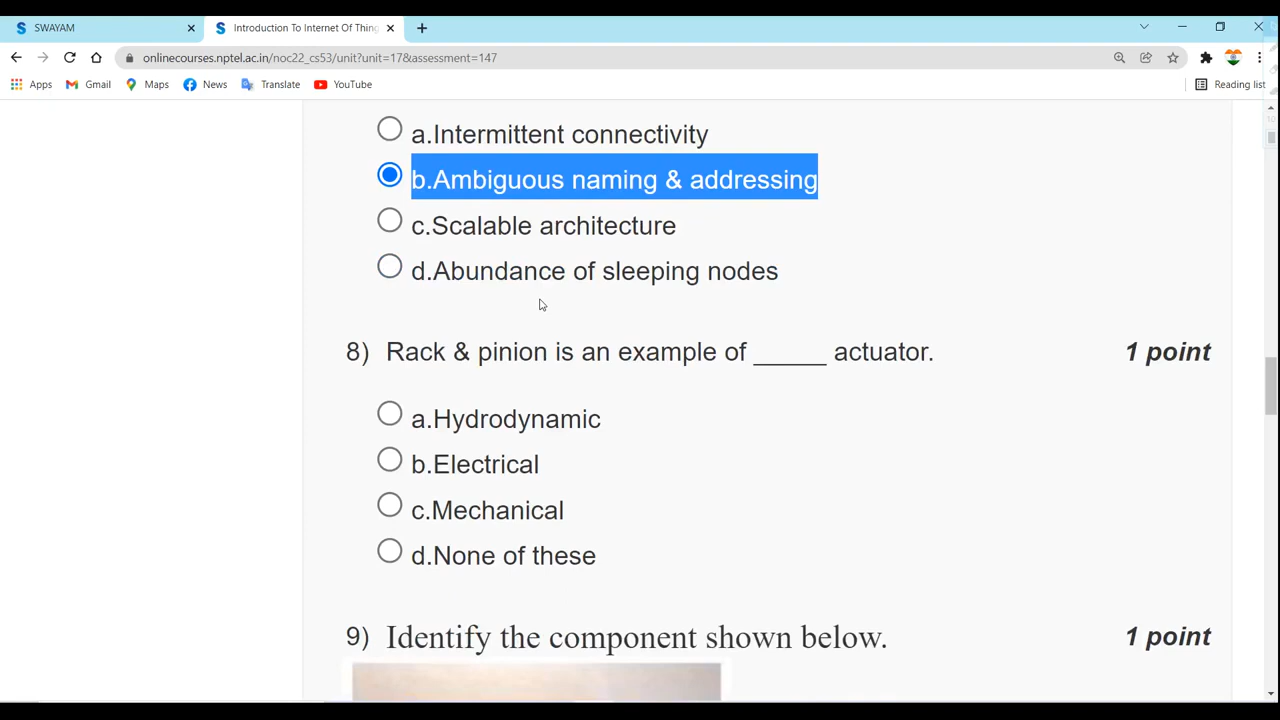 SWAYAM
Introduction To Internet Of Thing
onlinecourses.nptel.ac.in/noc22_cs53/unit?unit=17&assessment=147
Apps Gmail Maps News Translate YouTube Reading list
a.Intermittent connectivity
b.Ambiguous naming & addressing
c.Scalable architecture
d.Abundance of sleeping nodes
8) Rack & pinion is an example of _____ actuator. 1 point
a.Hydrodynamic
b.Electrical
c.Mechanical
d.None of these
9) Identify the component shown below. 1 point